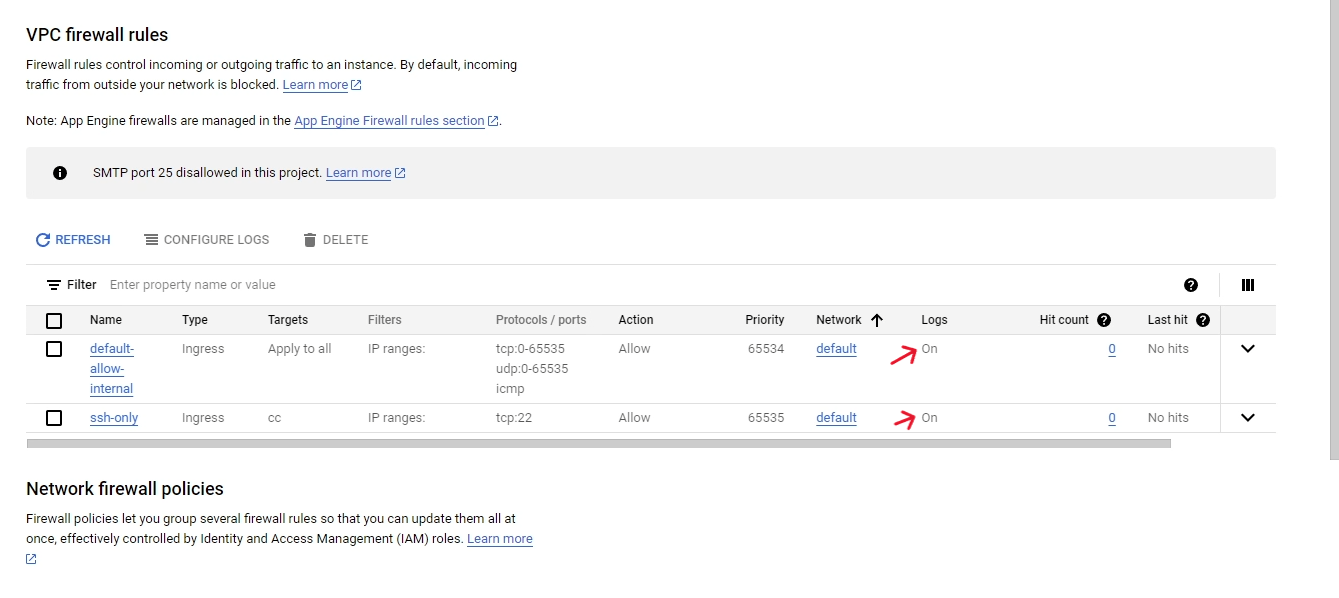 VPC firewall rules
Firewall rules control incoming or outgoing traffic to an instance. By default, incoming
traffic from outside your network is blocked. Learn more
Note: App Engine firewalls are managed in the App Engine Firewall rules section.
SMTP port 25 disallowed in this project. Learn more
REFRESH CONFIGURE LOGS DELETE
Filter Enter property name or value
Name Type Targets Filters Protocols / ports Action Priority Network Logs Hit count Last hit
default- Ingress Apply to all IP ranges: tcp:0-65535 Allow 65534 default On 0 No hits
allow- udp:0-65535
internal icmp
ssh-only Ingress cc IP ranges: tcp:22 Allow 65535 default On 0 No hits
Network firewall policies
Firewall policies let you group several firewall rules so that you can update them all at
once, effectively controlled by Identity and Access Management (IAM) roles. Learn more